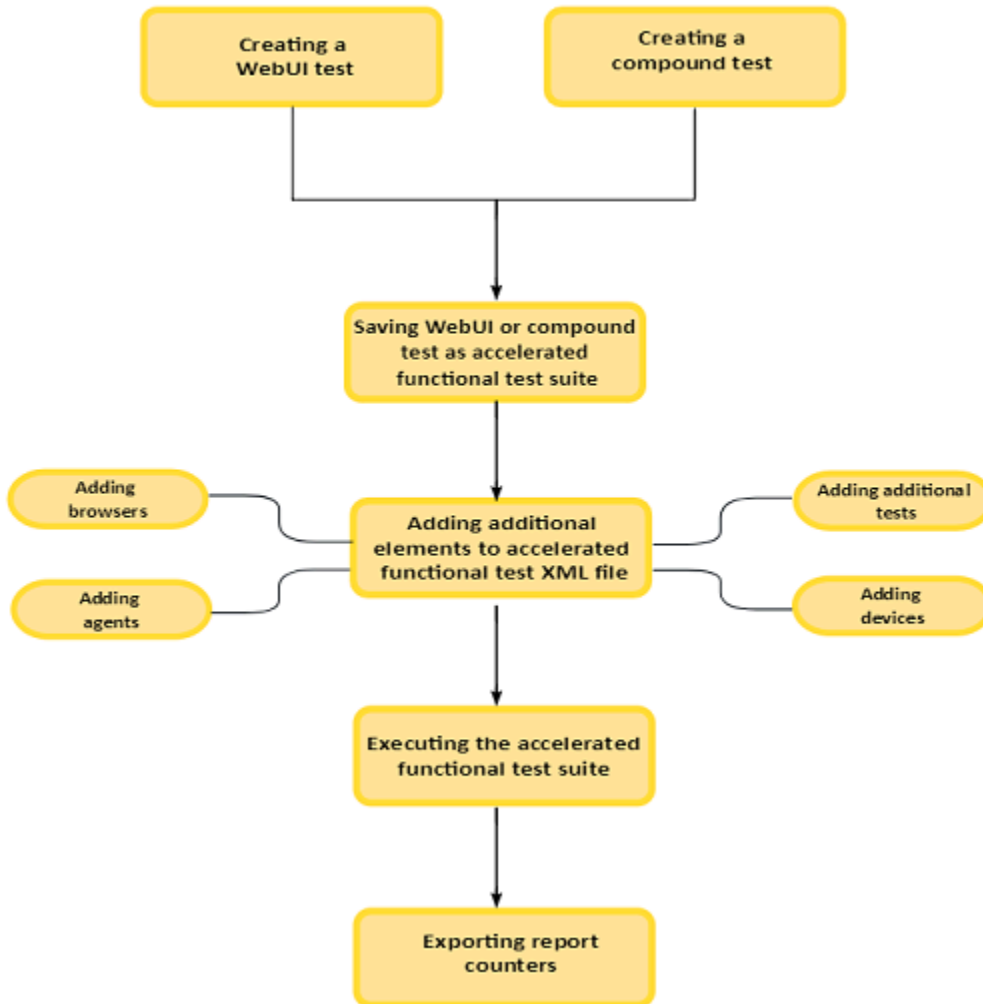 Creating a
WebUI test
Creating a
compound test
Saving WebUI or compound
test as accelerated
functional test suite
Adding
browsers
Adding additional
elements to accelerated
functional test XML file
Adding additional
tests
Adding
agents
Adding
devices
Executing the accelerated
functional test suite
Exporting report
counters